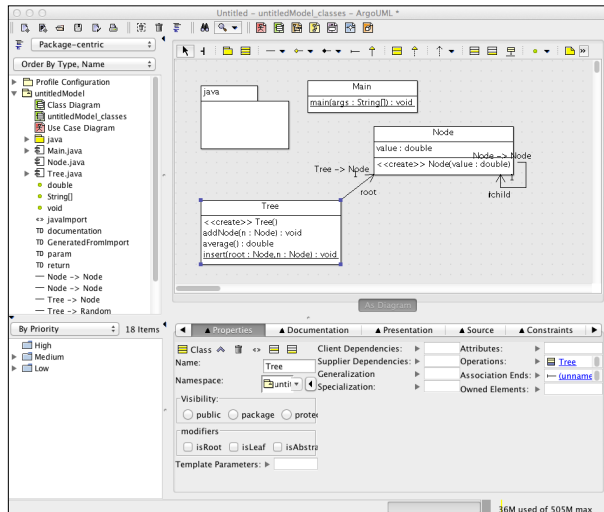 Untitled - untitledModel_classes - ArgoUML *
Package-centric
Order By Type, Name
Profile Configuration
untitledModel
Class Diagram
untitledModel_classes
Use Case Diagram
java
Main.java
Node.java
Tree.java
double
String[]
void
javaImport
documentation
GeneratedFromImport
param
return
Node -> Node
Node -> Node
Tree -> Node
Tree -> Random
java
Main
main(args : String[]) : void
Node
value : double
Node -> Node
<<create>> Node(value : double)
Tree -> Node
1
1
root
Tree
<<create>> Tree()
addNode(n : Node) : void
average() : double
insert(root : Node,n : Node) : void
As Diagram
By Priority
18 Items
High
Medium
Low
▲ Properties
▲ Documentation
▲ Presentation
▲ Source
▲ Constraints
Class
Name:
Tree
Namespace:
untit
Visibility:
public
package
protec
modifiers
isRoot
isLeaf
isAbstra
Template Parameters:
Client Dependencies:
Supplier Dependencies:
Generalization
Specialization:
Attributes:
Operations:
Tree
Association Ends:
(unname
Owned Elements:
36M used of 505M max